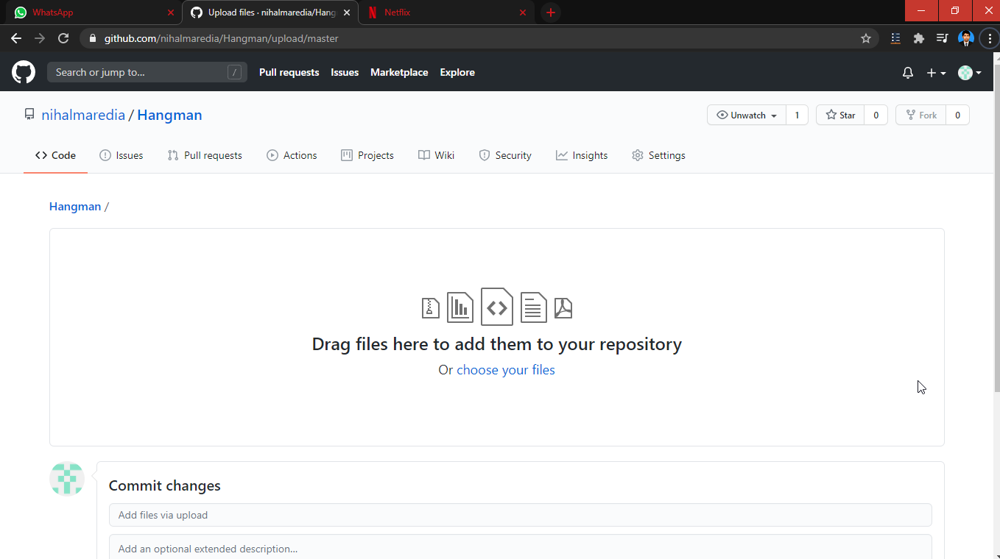 WhatsApp Upload files · nihalmaredia/Hang Netflix
github.com/nihalmaredia/Hangman/upload/master
Search or jump to... / Pull requests Issues Marketplace Explore
nihalmaredia / Hangman Unwatch 1 Star 0 Fork 0
Code Issues Pull requests Actions Projects Wiki Security Insights Settings
Hangman /
Drag files here to add them to your repository
Or choose your files
Commit changes
Add files via upload
Add an optional extended description...